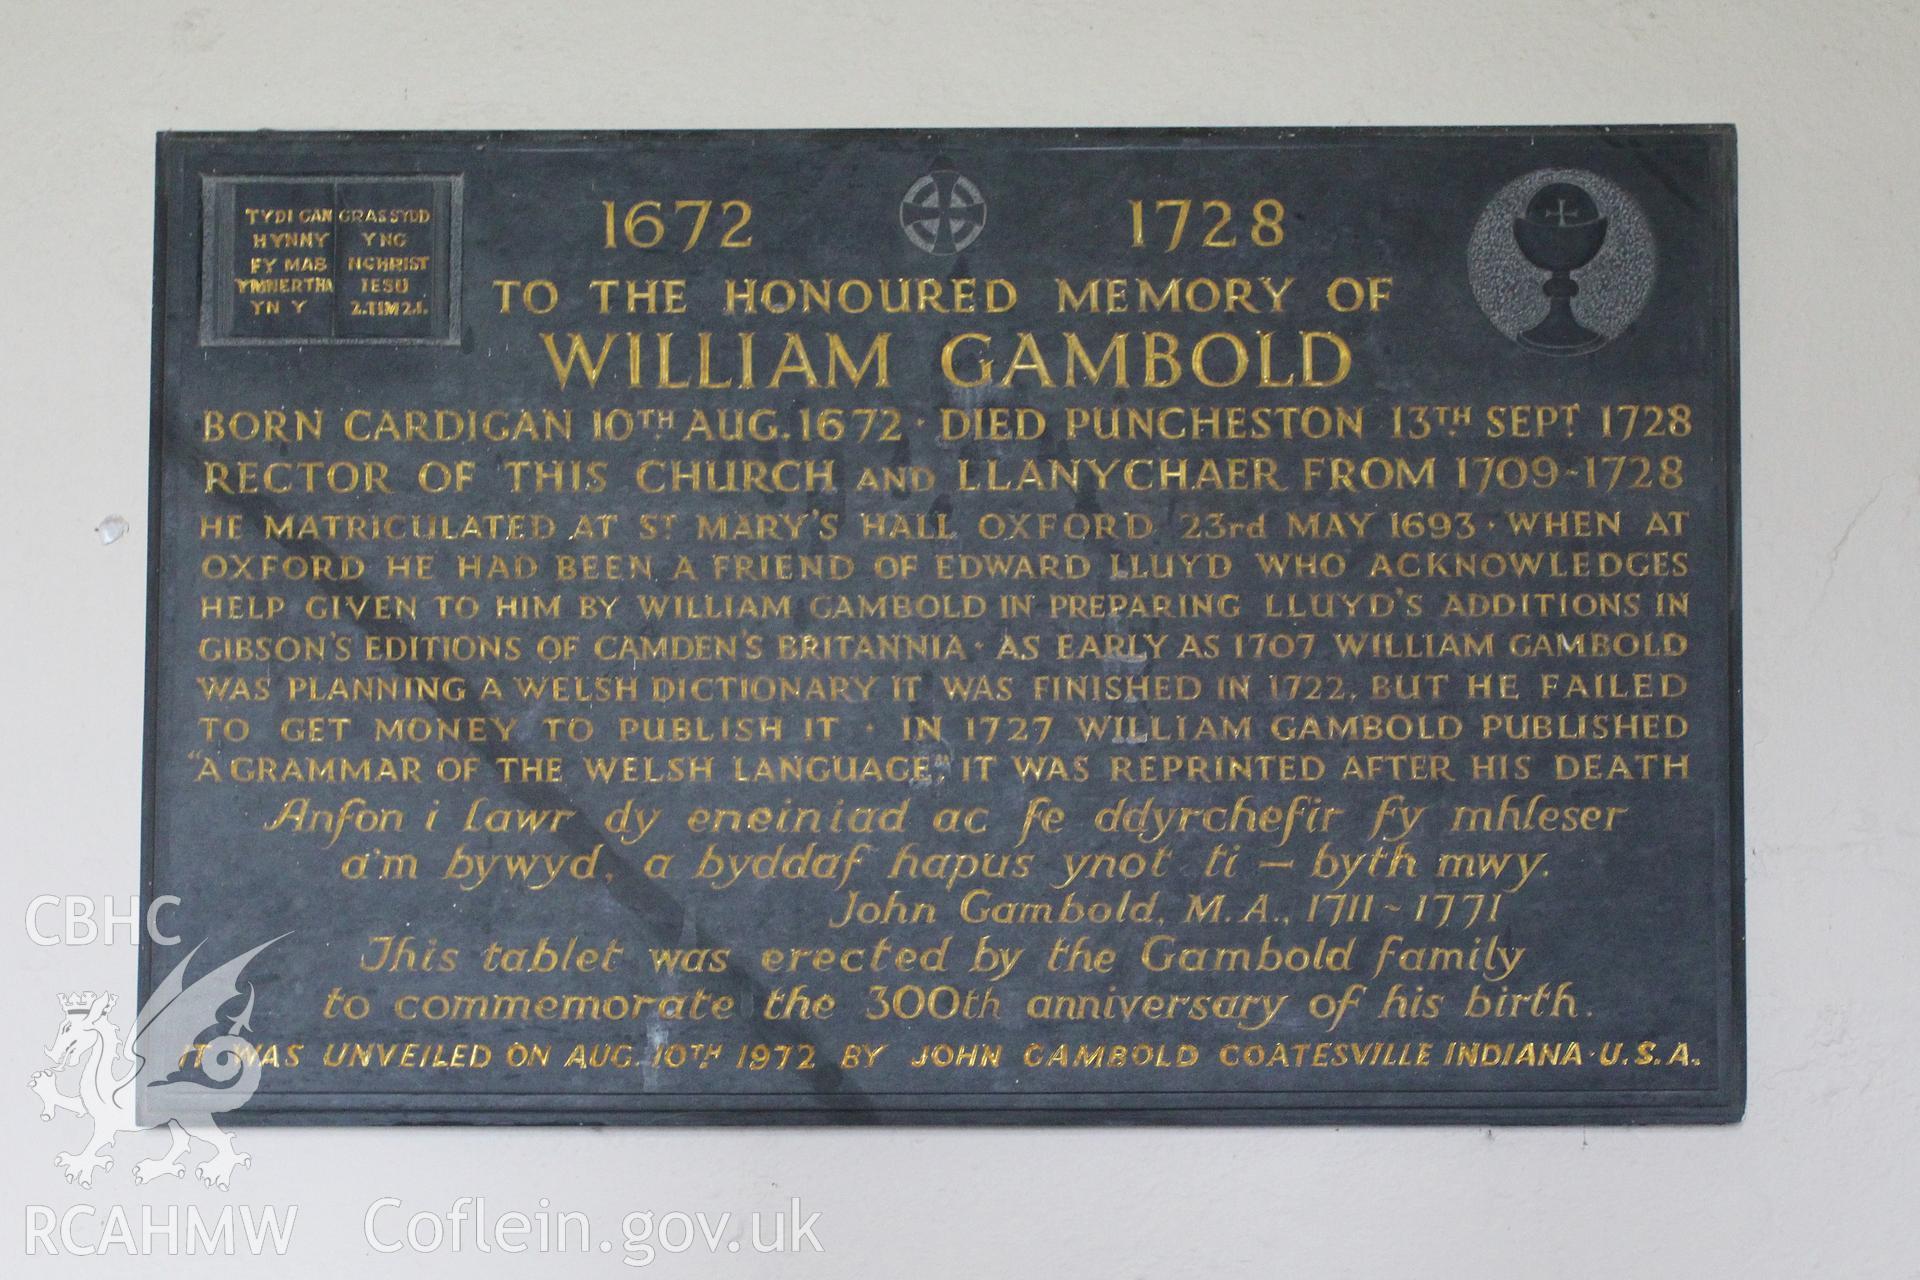 TYDI GAN GRAS SYDD
HYNNY YNG
FY MAB NGHRIST
YMNERTHA IESU
YN Y 2.TIM 2.1.
1672 1728
TO THE HONOURED MEMORY OF
WILLIAM GAMBOLD
BORN CARDIGAN 10TH AUG. 1672 · DIED PUNCHESTON 13TH SEPT 1728
RECTOR OF THIS CHURCH AND LLANYCHAER FROM 1709~1728
HE MATRICULATED AT ST MARY'S HALL OXFORD 23rd MAY 1693 · WHEN AT
OXFORD HE HAD BEEN A FRIEND OF EDWARD LLUYD WHO ACKNOWLEDGES
HELP GIVEN TO HIM BY WILLIAM GAMBOLD IN PREPARING LLUYD'S ADDITIONS IN
GIBSON'S EDITIONS OF CAMDEN'S BRITANNIA · AS EARLY AS 1707 WILLIAM GAMBOLD
WAS PLANNING A WELSH DICTIONARY IT WAS FINISHED IN 1722, BUT HE FAILED
TO GET MONEY TO PUBLISH IT · IN 1727 WILLIAM GAMBOLD PUBLISHED
"A GRAMMAR OF THE WELSH LANGUAGE," IT WAS REPRINTED AFTER HIS DEATH
Anfon i lawr dy eneiniad ac fe ddyrchefir fy mhleser
a'm bywyd, a byddaf hapus ynot ti – byth mwy.
John Gambold, M.A., 1711~1771
This tablet was erected by the Gambold family
to commemorate the 300th anniversary of his birth.
IT WAS UNVEILED ON AUG. 10TH 1972 BY JOHN GAMBOLD COATESVILLE INDIANA · U.S.A.
CBHC
RCAHMW Coflein.gov.uk